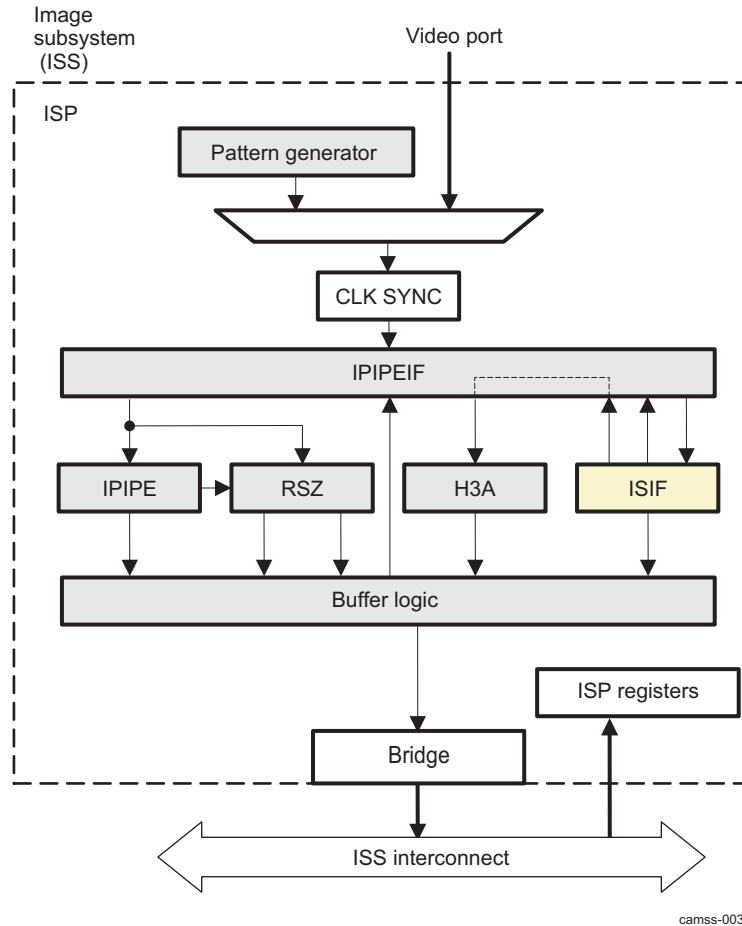 Image
subsystem
(ISS)
Video port
ISP
Pattern generator
CLK SYNC
IPIPEIF
IPIPE
RSZ
H3A
ISIF
Buffer logic
ISP registers
Bridge
ISS interconnect
camss-003